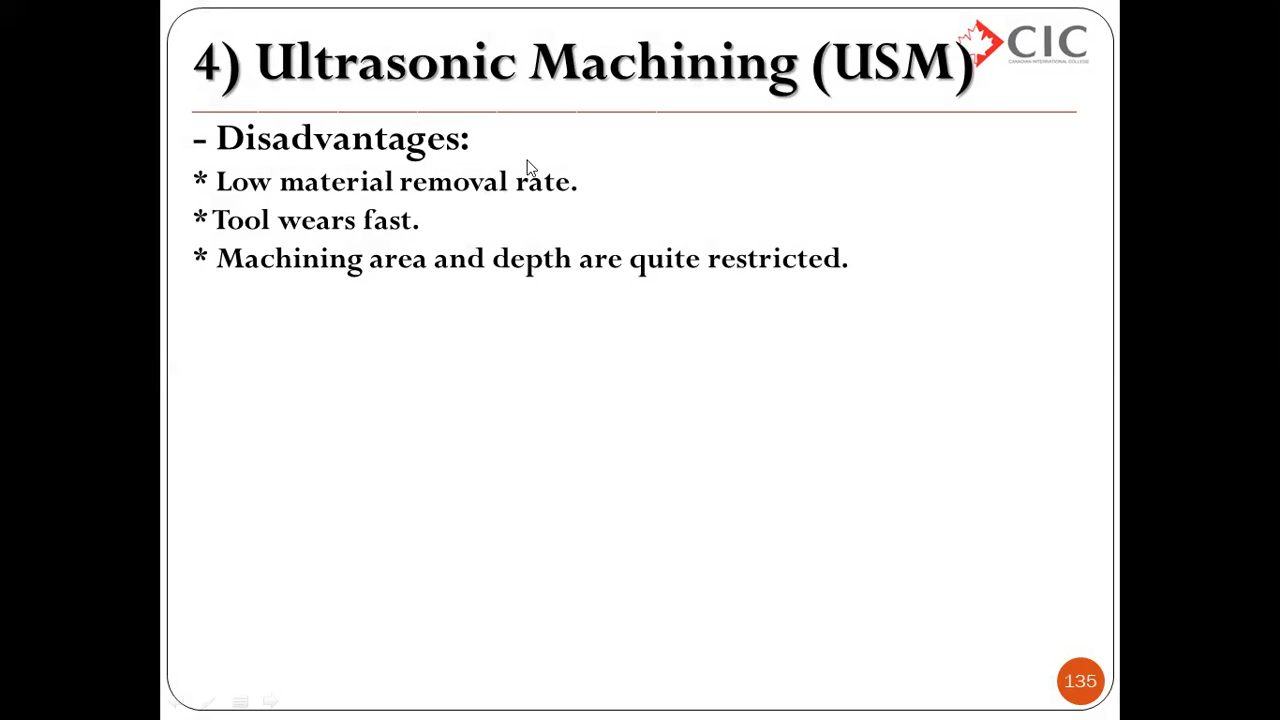 4) Ultrasonic Machining (USM)
CIC
CANADIAN INTERNATIONAL COLLEGE
- Disadvantages:
* Low material removal rate.
* Tool wears fast.
* Machining area and depth are quite restricted.
135